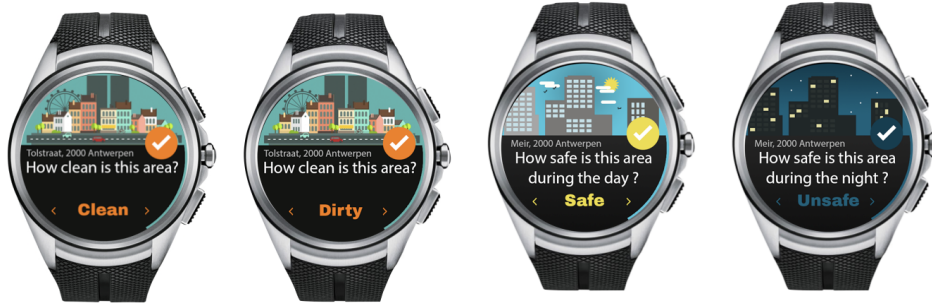 Tolstraat, 2000 Antwerpen
How clean is this area?
‹ Clean ›
Tolstraat, 2000 Antwerpen
How clean is this area?
‹ Dirty ›
Meir, 2000 Antwerpen
How safe is this area
during the day ?
‹ Safe ›
Meir, 2000 Antwerpen
How safe is this area
during the night ?
‹ Unsafe ›